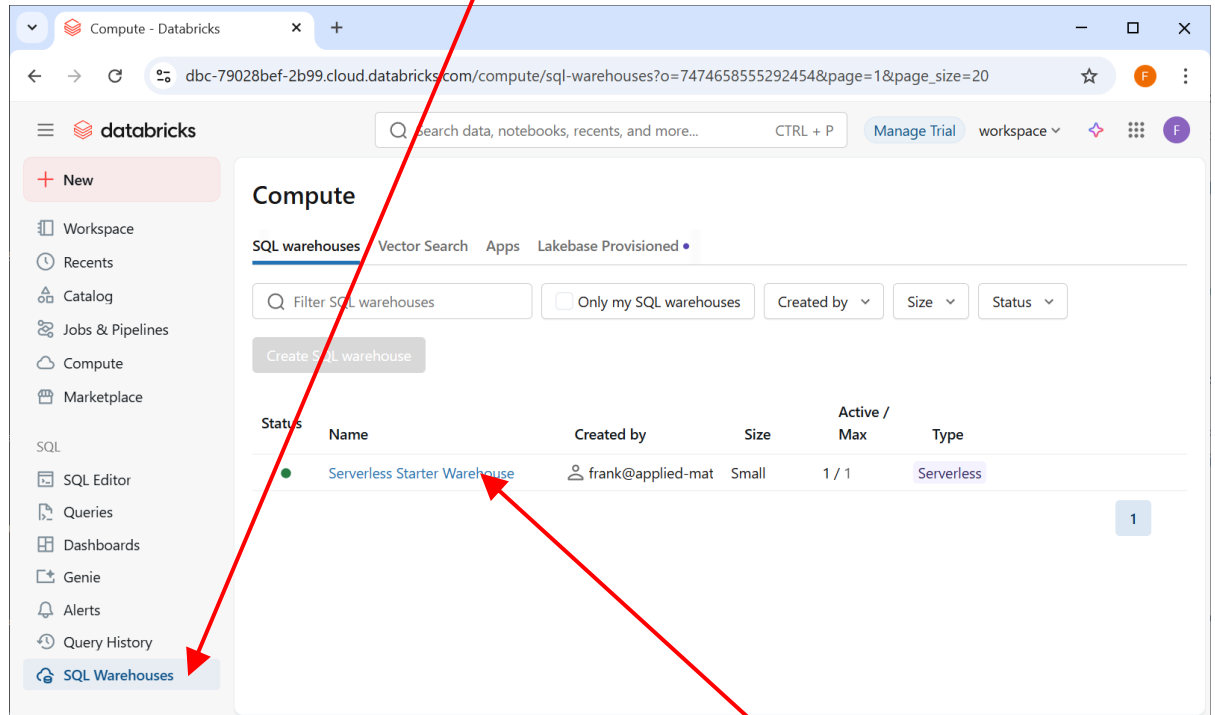 Compute - Databricks
dbc-79028bef-2b99.cloud.databricks.com/compute/sql-warehouses?o=7474658555292454&page=1&page_size=20
F
databricks
Search data, notebooks, recents, and more... CTRL + P
Manage Trial
workspace
F
New
Workspace
Recents
Catalog
Jobs & Pipelines
Compute
Marketplace
SQL
SQL Editor
Queries
Dashboards
Genie
Alerts
Query History
SQL Warehouses
Compute
SQL warehouses Vector Search Apps Lakebase Provisioned
Filter SQL warehouses Only my SQL warehouses Created by Size Status
Create SQL warehouse
Status Name Created by Size Active / Max Type
Serverless Starter Warehouse frank@applied-mat Small 1 / 1 Serverless
1